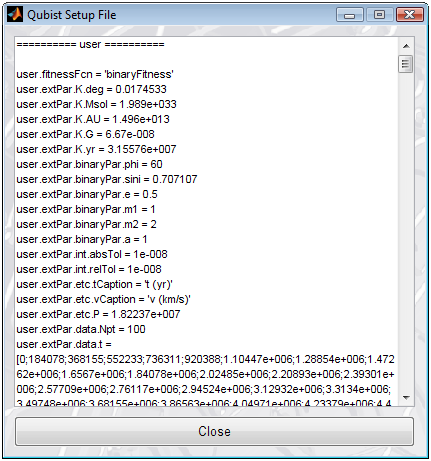 Qubist Setup File
========== user ==========
user.fitnessFcn = 'binaryFitness'
user.extPar.K.deg = 0.0174533
user.extPar.K.Msol = 1.989e+033
user.extPar.K.AU = 1.496e+013
user.extPar.K.G = 6.67e-008
user.extPar.K.yr = 3.15576e+007
user.extPar.binaryPar.phi = 60
user.extPar.binaryPar.sini = 0.707107
user.extPar.binaryPar.e = 0.5
user.extPar.binaryPar.m1 = 1
user.extPar.binaryPar.m2 = 2
user.extPar.binaryPar.a = 1
user.extPar.int.absTol = 1e-008
user.extPar.int.relTol = 1e-008
user.extPar.etc.tCaption = 't (yr)'
user.extPar.etc.vCaption = 'v (km/s)'
user.extPar.etc.P = 1.82237e+007
user.extPar.data.Npt = 100
user.extPar.data.t =
[0;184078;368155;552233;736311;920388;1.10447e+006;1.28854e+006;1.472
62e+006;1.6567e+006;1.84078e+006;2.02485e+006;2.20893e+006;2.39301e+
006;2.57709e+006;2.76117e+006;2.94524e+006;3.12932e+006;3.3134e+006;
3.49748e+006;3.68155e+006;3.86563e+006;4.04971e+006;4.23379e+006;4.4
Close